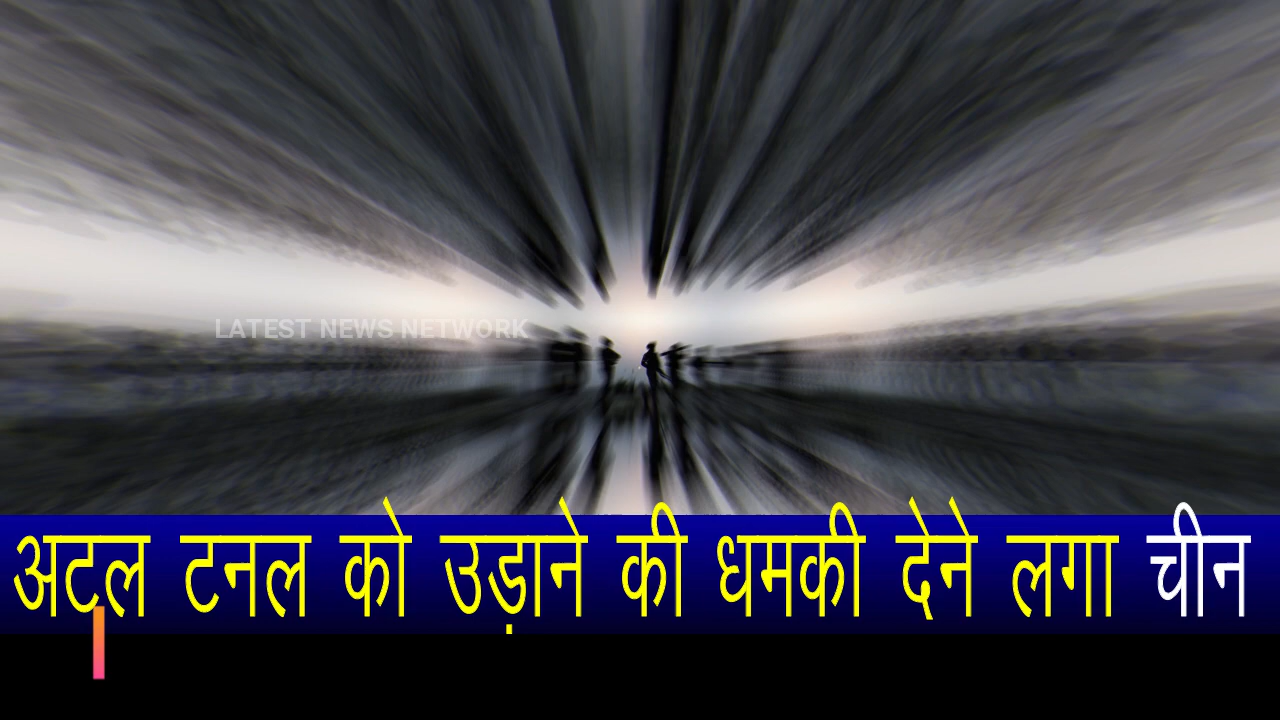 LATEST NEWS NETWORK
अटल टनल को उड़ाने की धमकी देने लगा चीन